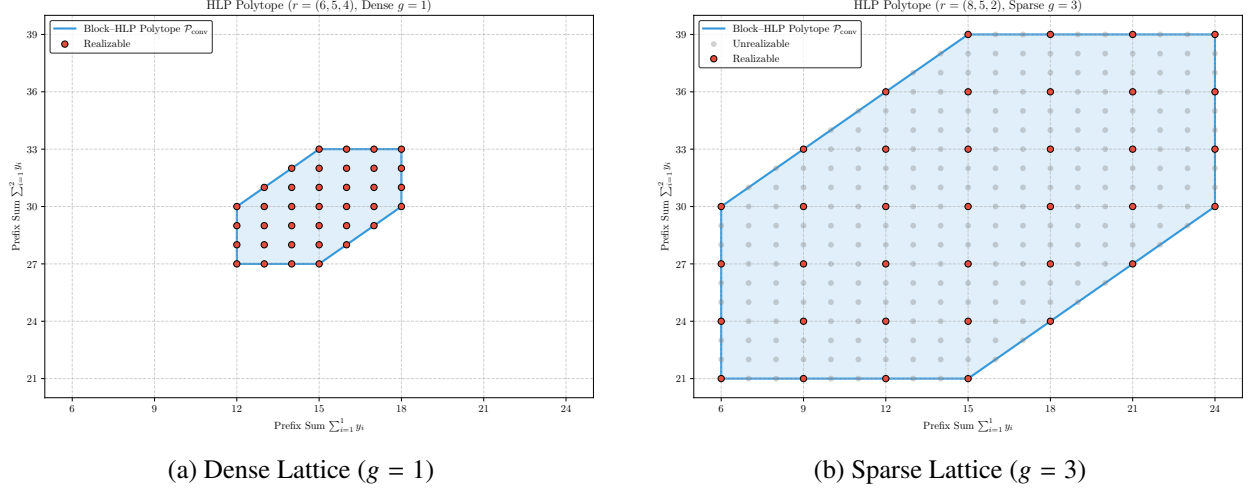 HLP Polytope (r = (6, 5, 4), Dense g = 1)
Block–HLP Polytope 𝒫conv
Realizable
39
36
33
30
27
24
21
Prefix Sum ∑²ᵢ₌₁ yᵢ
6 9 12 15 18 21 24
Prefix Sum ∑¹ᵢ₌₁ yᵢ
(a) Dense Lattice (g = 1)
HLP Polytope (r = (8, 5, 2), Sparse g = 3)
Block–HLP Polytope 𝒫conv
Unrealizable
Realizable
39
36
33
30
27
24
21
Prefix Sum ∑²ᵢ₌₁ yᵢ
6 9 12 15 18 21 24
Prefix Sum ∑¹ᵢ₌₁ yᵢ
(b) Sparse Lattice (g = 3)